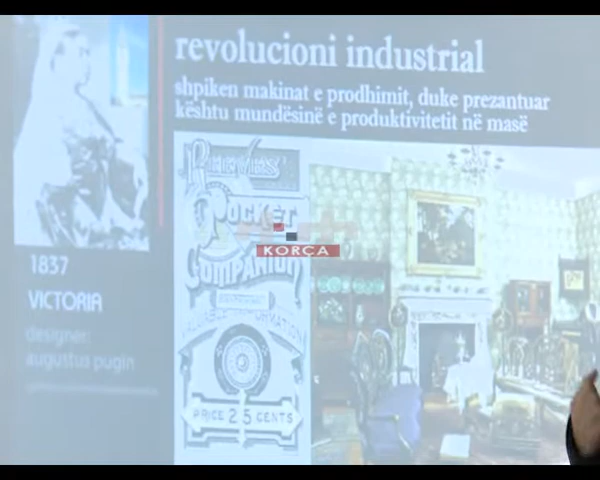 revolucioni industrial
shpiken makinat e prodhimit, duke prezantuar
kështu mundësinë e produktivitetit në masë
POCKET
COMPANION
PRICE 25 CENTS
KORÇA
1837
VICTORIA
designer:
augustus pugin